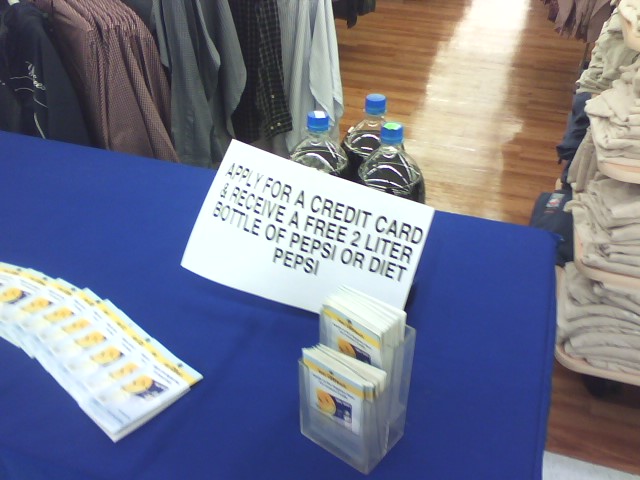 APPLY FOR A CREDIT CARD
& RECEIVE A FREE 2 LITER
BOTTLE OF PEPSI OR DIET
PEPSI